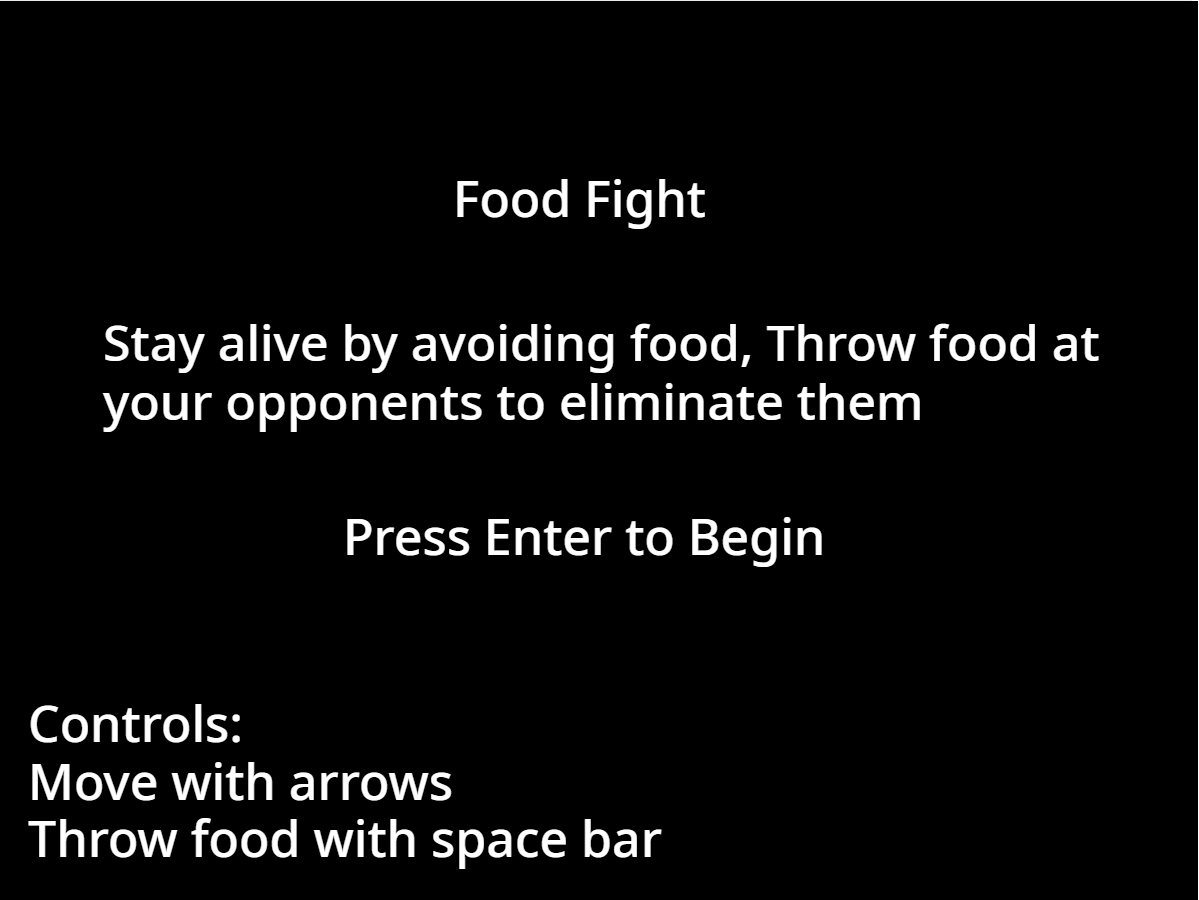 Food Fight
Stay alive by avoiding food, Throw food at
your opponents to eliminate them
Press Enter to Begin
Controls:
Move with arrows
Throw food with space bar